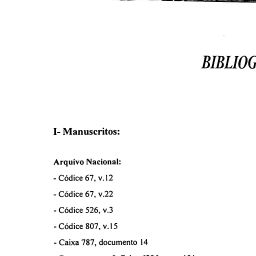 BIBLIOG
I- Manuscritos:
Arquivo Nacional:
- Códice 67, v.12
- Códice 67, v.22
- Códice 526, v.3
- Códice 807, v.15
- Caixa 787, documento 14